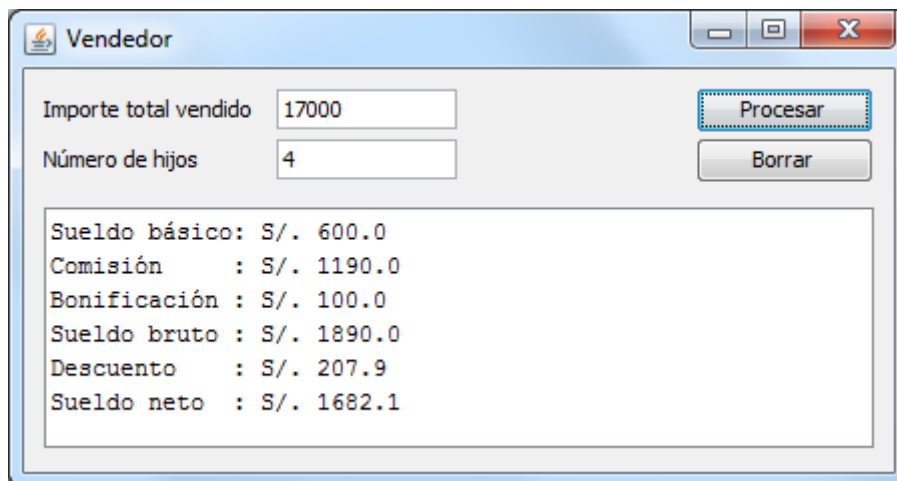 Vendedor
Importe total vendido 17000 Procesar
Número de hijos 4 Borrar
Sueldo básico: S/. 600.0
Comisión     : S/. 1190.0
Bonificación : S/. 100.0
Sueldo bruto : S/. 1890.0
Descuento    : S/. 207.9
Sueldo neto  : S/. 1682.1